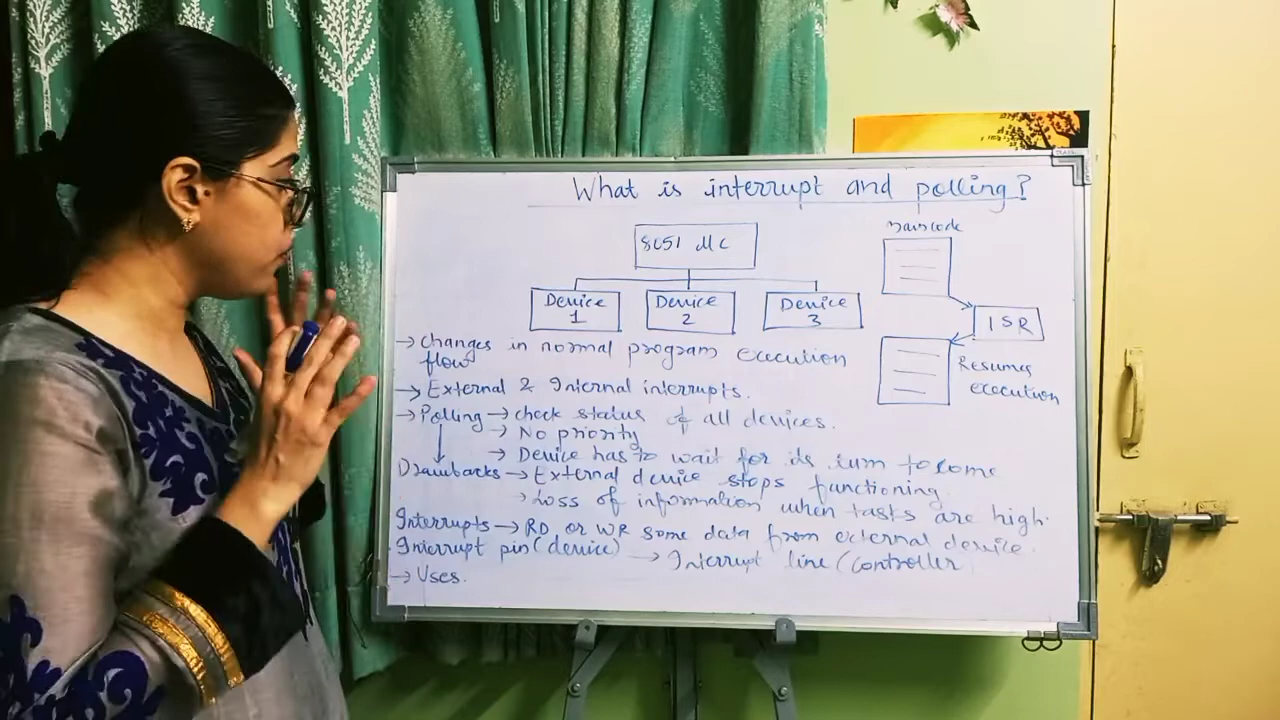 What is interrupt and polling?
8051 MC
Device 1
Device 2
Device 3
Maincode
ISR
Resumes
execution
→ changes in normal program execution
flow
→ External & Internal interrupts.
→ Polling → check status of all devices.
→ No priority
→ Device has to wait for its turn to come
Drawbacks → External device stops functioning.
→ Loss of information when tasks are high.
Interrupts → RD or WR some data from external device.
Interrupt pin (device) → Interrupt line (controller
→ Uses.